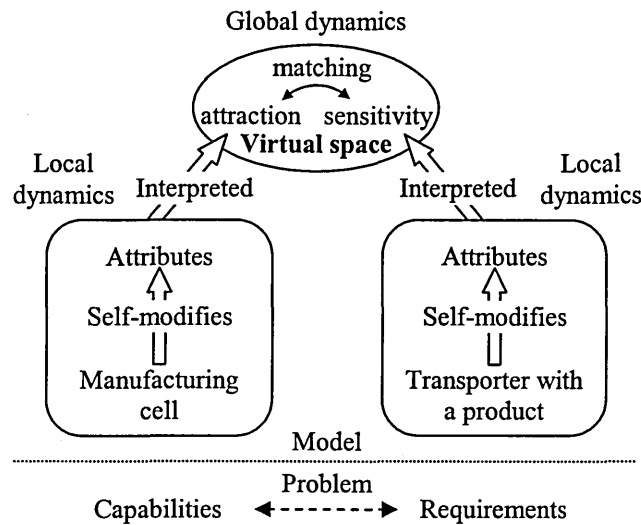 Global dynamics
matching
attraction sensitivity
Virtual space
Local
dynamics
Interpreted
Interpreted
Local
dynamics
Attributes
Self-modifies
Manufacturing
cell
Attributes
Self-modifies
Transporter with
a product
Model
Problem
Capabilities
Requirements